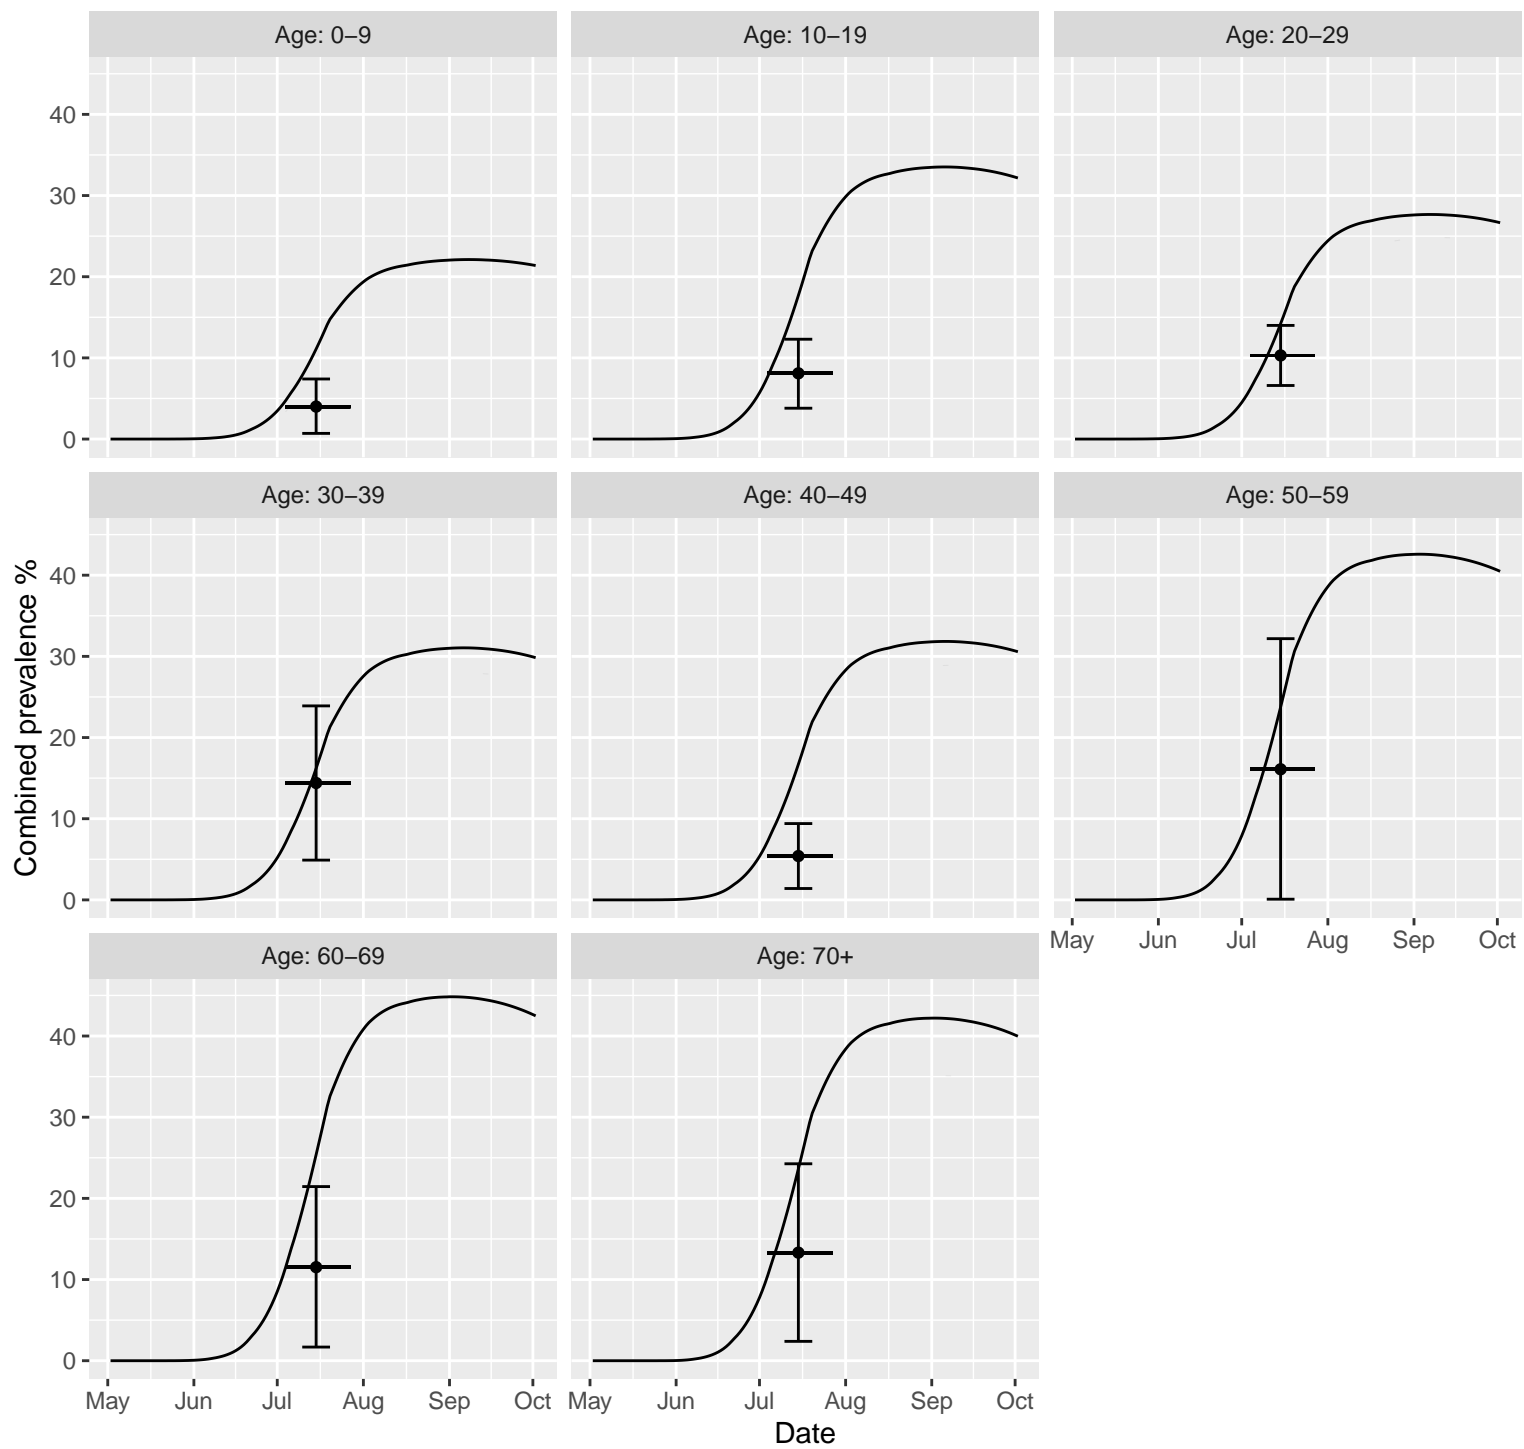 Age: 0–9
Age: 10–19
Age: 20–29
40
30
20
10
0
Age: 30–39
Age: 40–49
Age: 50–59
Combined prevalence %
40
30
20
10
0
May Jun Jul Aug Sep Oct
Age: 60–69
Age: 70+
40
30
20
10
0
May Jun Jul Aug Sep Oct
May Jun Jul Aug Sep Oct
Date